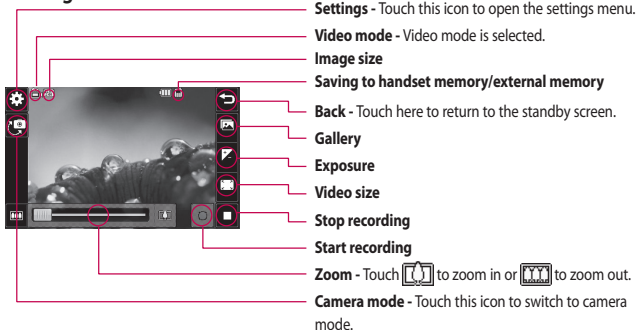 Settings - Touch this icon to open the settings menu.
Video mode - Video mode is selected.
Image size
Saving to handset memory/external memory
Back - Touch here to return to the standby screen.
Gallery
Exposure
Video size
Stop recording
Start recording
Zoom - Touch to zoom in or to zoom out.
Camera mode - Touch this icon to switch to camera
mode.